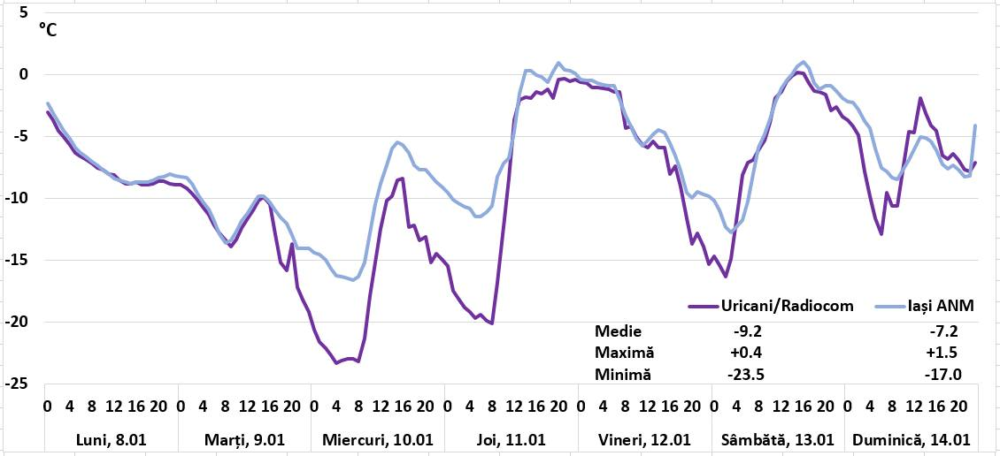 5
°C
0
-5
-10
-15
-20
-25
Uricani/Radiocom Iași ANM
Medie -9.2 -7.2
Maximă +0.4 +1.5
Minimă -23.5 -17.0
0 4 8 12 16 20 0 4 8 12 16 20 0 4 8 12 16 20 0 4 8 12 16 20 0 4 8 12 16 20 0 4 8 12 16 20 0 4 8 12 16 20
Luni, 8.01 Marți, 9.01 Miercuri, 10.01 Joi, 11.01 Vineri, 12.01 Sâmbătă, 13.01 Duminică, 14.01